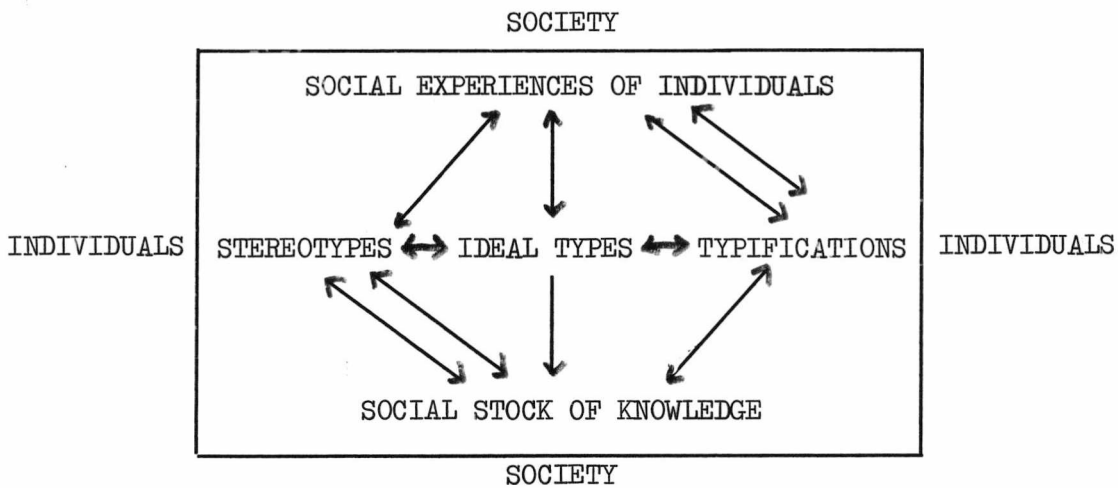 SOCIETY
SOCIAL EXPERIENCES OF INDIVIDUALS
INDIVIDUALS STEREOTYPES IDEAL TYPES TYPIFICATIONS INDIVIDUALS
SOCIAL STOCK OF KNOWLEDGE
SOCIETY